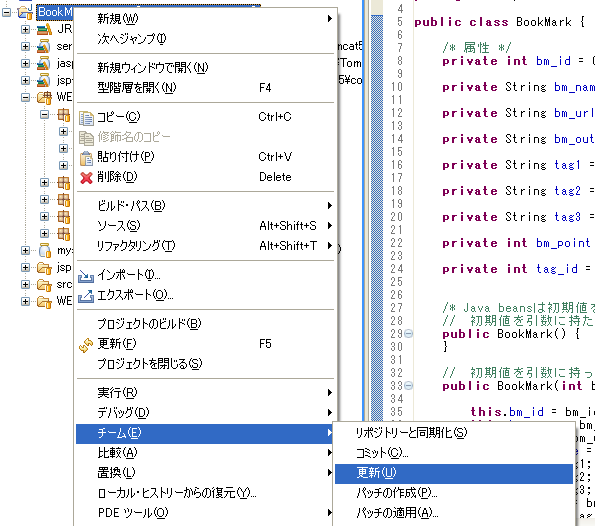 BookM
JR
ser
jasp
jsp
WE
mys
jsp
src
WE
新規(W)
次へジャンプ(I)
新規ウィンドウで開く(N)
型階層を開く(N) F4
コピー(C) Ctrl+C
修飾名のコピー
貼り付け(P) Ctrl+V
削除(D) Delete
ビルド・パス(B)
ソース(S) Alt+Shift+S
リファクタリング(T) Alt+Shift+T
インポート(I)...
エクスポート(O)...
プロジェクトのビルド(B)
更新(F) F5
プロジェクトを閉じる(S)
実行(R)
デバッグ(D)
チーム(E)
比較(A)
置換(L)
ローカル・ヒストリーからの復元(Y)...
PDE ツール(O)
リポジトリーと同期化(S)
コミット(C)...
更新(U)
パッチの作成(P)...
パッチの適用(A)...
mcat5
¥Tom
5¥co
)
4
5 public class BookMark {
6
7 /* 属性 */
8 private int bm_id = 0
9
10 private String bm_nam
11
12 private String bm_url
13
14 private String bm_out
15
16 private String tag1 =
17
18 private String tag2 =
19
20 private String tag3 =
21
22 private int bm_point
23
24 private int tag_id =
25
26
27 /* Java beansは初期値を
28 // 初期値を引数に持た
29 public BookMark() {
30 }
31
32 // 初期値を引数に持っ
33 public BookMark(int b
34
35 this.bm_id = bm_id